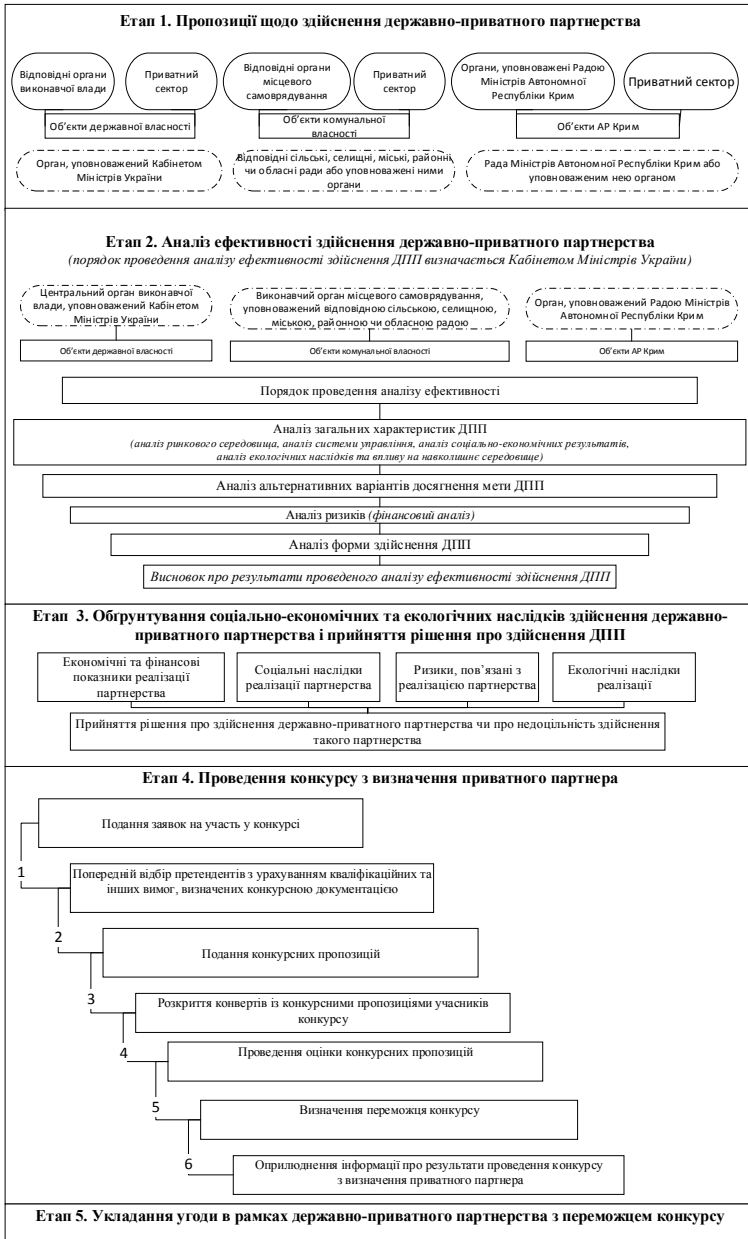 Етап 1. Пропозиції щодо здійснення державно-приватного партнерства
Відповідні органи
виконавчої влади
Приватний
сектор
Відповідні органи
місцевого
самоврядування
Приватний
сектор
Органи, уповноважені Радою
Міністрів Автономної
Республіки Крим
Приватний сектор
Об'єкти державної власності
Об'єкти комунальної
власності
Об'єкти АР Крим
Орган, уповноважений Кабінетом
Міністрів України
Відповідні сільські, селищні, міські, районні
чи обласні ради або уповноважені ними
органи
Рада Міністрів Автономної Республіки Крим або
уповноваженим нею органом
Етап 2. Аналіз ефективності здійснення державно-приватного партнерства
(порядок проведення аналізу ефективності здійснення ДПП визначається Кабінетом Міністрів України)
Центральний орган виконавчої
влади, уповноважений Кабінетом
Міністрів України
Виконавчий орган місцевого самоврядування,
уповноважений відповідною сільською, селищною,
міською, районною чи обласною радою
Орган, уповноважений Радою Міністрів
Автономної Республіки Крим
Об'єкти державної власності
Об'єкти комунальної власності
Об'єкти АР Крим
Порядок проведення аналізу ефективності
Аналіз загальних характеристик ДПП
(аналіз ринкового середовища, аналіз системи управління, аналіз соціально-економічних результатів,
аналіз екологічних наслідків та впливу на навколишнє середовище)
Аналіз альтернативних варіантів досягнення мети ДПП
Аналіз ризиків (фінансовий аналіз)
Аналіз форми здійснення ДПП
Висновок про результати проведеного аналізу ефективності здійснення ДПП
Етап 3. Обґрунтування соціально-економічних та екологічних наслідків здійснення державно-
приватного партнерства і прийняття рішення про здійснення ДПП
Економічні та фінансові
показники реалізації
партнерства
Соціальні наслідки
реалізації партнерства
Ризики, пов'язані з
реалізацією партнерства
Екологічні наслідки
реалізації
Прийняття рішення про здійснення державно-приватного партнерства чи про недоцільність здійснення
такого партнерства
Етап 4. Проведення конкурсу з визначення приватного партнера
Подання заявок на участь у конкурсі
1
Попередній відбір претендентів з урахуванням кваліфікаційних та
інших вимог, визначених конкурсною документацією
2
Подання конкурсних пропозицій
3
Розкриття конвертів із конкурсними пропозиціями учасників
конкурсу
4
Проведення оцінки конкурсних пропозицій
5
Визначення переможця конкурсу
6
Оприлюднення інформації про результати проведення конкурсу
з визначення приватного партнера
Етап 5. Укладання угоди в рамках державно-приватного партнерства з переможцем конкурсу